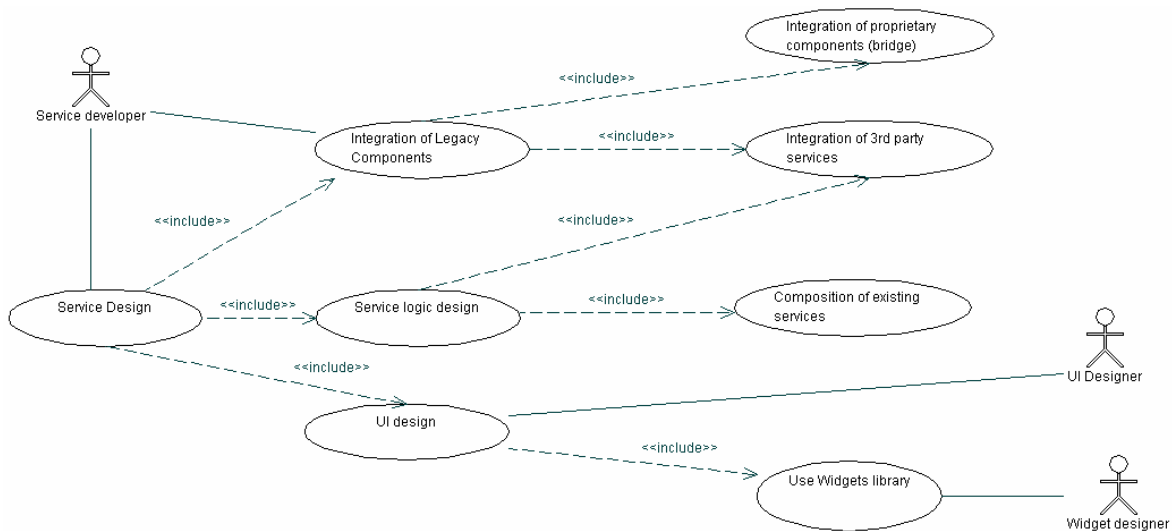 Integration of proprietary
components (bridge)
<<include>>
Service developer
Integration of Legacy
Components
<<include>>
Integration of 3rd party
services
<<include>>
<<include>>
Service Design
<<include>>
Service logic design
<<include>>
Composition of existing
services
<<include>>
UI Designer
UI design
<<include>>
Use Widgets library
Widget designer